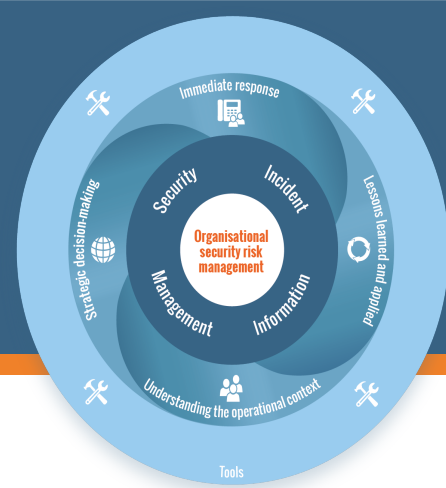 Immediate response
Security
Incident
Strategic decision-making
Organisational
security risk
management
Lessons learned and applied
Management
Information
Understanding the operational context
Tools